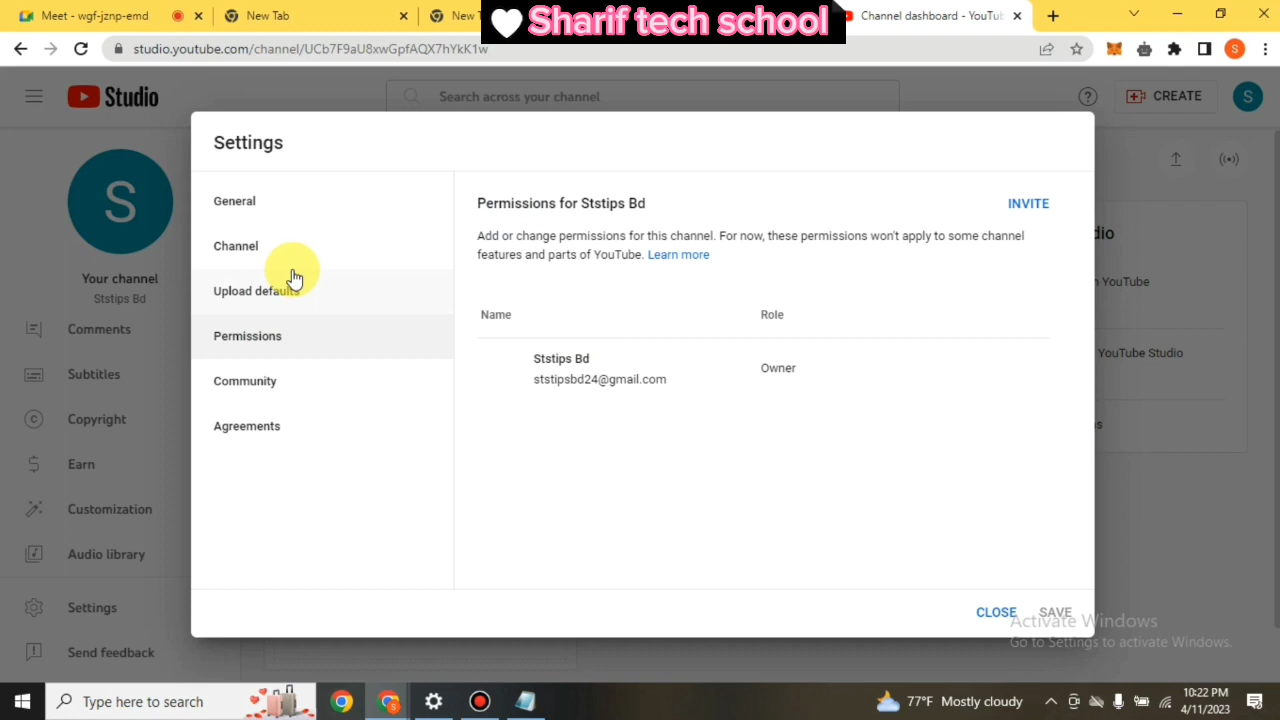 Meet - wgf-jznp-emd
New Tab
New T
Sharif tech school
Channel dashboard - YouTub
studio.youtube.com/channel/UCb7F9aU8xwGpfAQX7hYkK1w
S
Studio
Search across your channel
CREATE
S
Settings
S
Your channel
Ststips Bd
Comments
Subtitles
Copyright
Earn
Customization
Audio library
Settings
Send feedback
General
Channel
Upload defaults
Permissions
Community
Agreements
Permissions for Ststips Bd
INVITE
Add or change permissions for this channel. For now, these permissions won't apply to some channel
features and parts of YouTube. Learn more
Name
Role
Ststips Bd
ststipsbd24@gmail.com
Owner
CLOSE
SAVE
dio
n YouTube
YouTube Studio
ns
Activate Windows
Go to Settings to activate Windows.
Type here to search
77°F Mostly cloudy
10:22 PM
4/11/2023